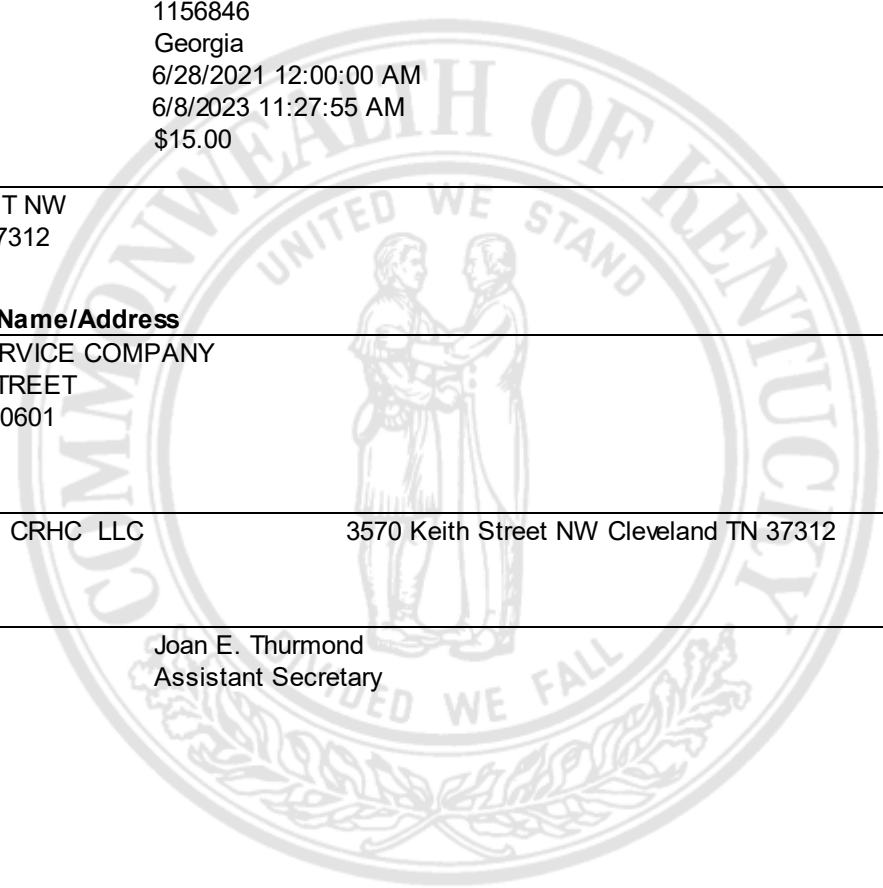 1156846
Georgia
6/28/2021 12:00:00 AM
6/8/2023 11:27:55 AM
$15.00
T NW
7312
Name/Address
RVICE COMPANY
TREET
0601
CRHC LLC 3570 Keith Street NW Cleveland TN 37312
Joan E. Thurmond
Assistant Secretary
COMMONWEALTH OF KENTUCKY
UNITED WE STAND
DIVIDED WE FALL